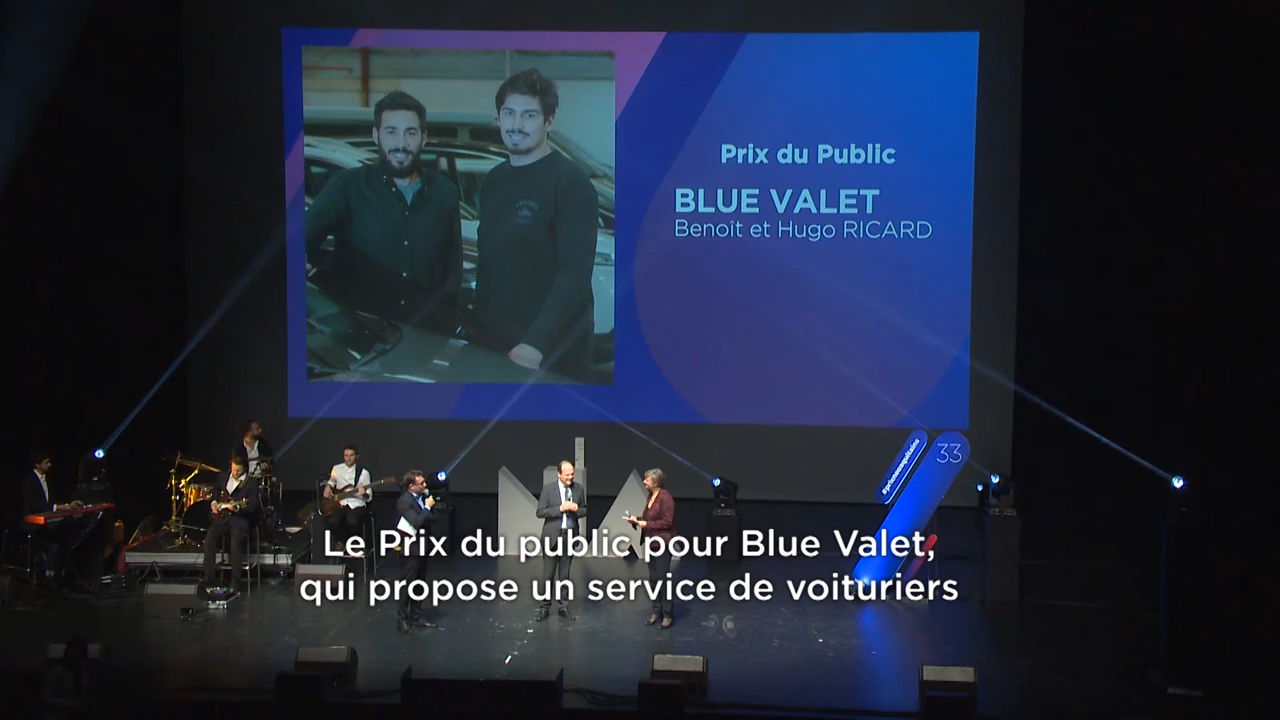 Prix du Public
BLUE VALET
Benoît et Hugo RICARD
33
#prixneoaquitains
Le Prix du public pour Blue Valet,
qui propose un service de voituriers